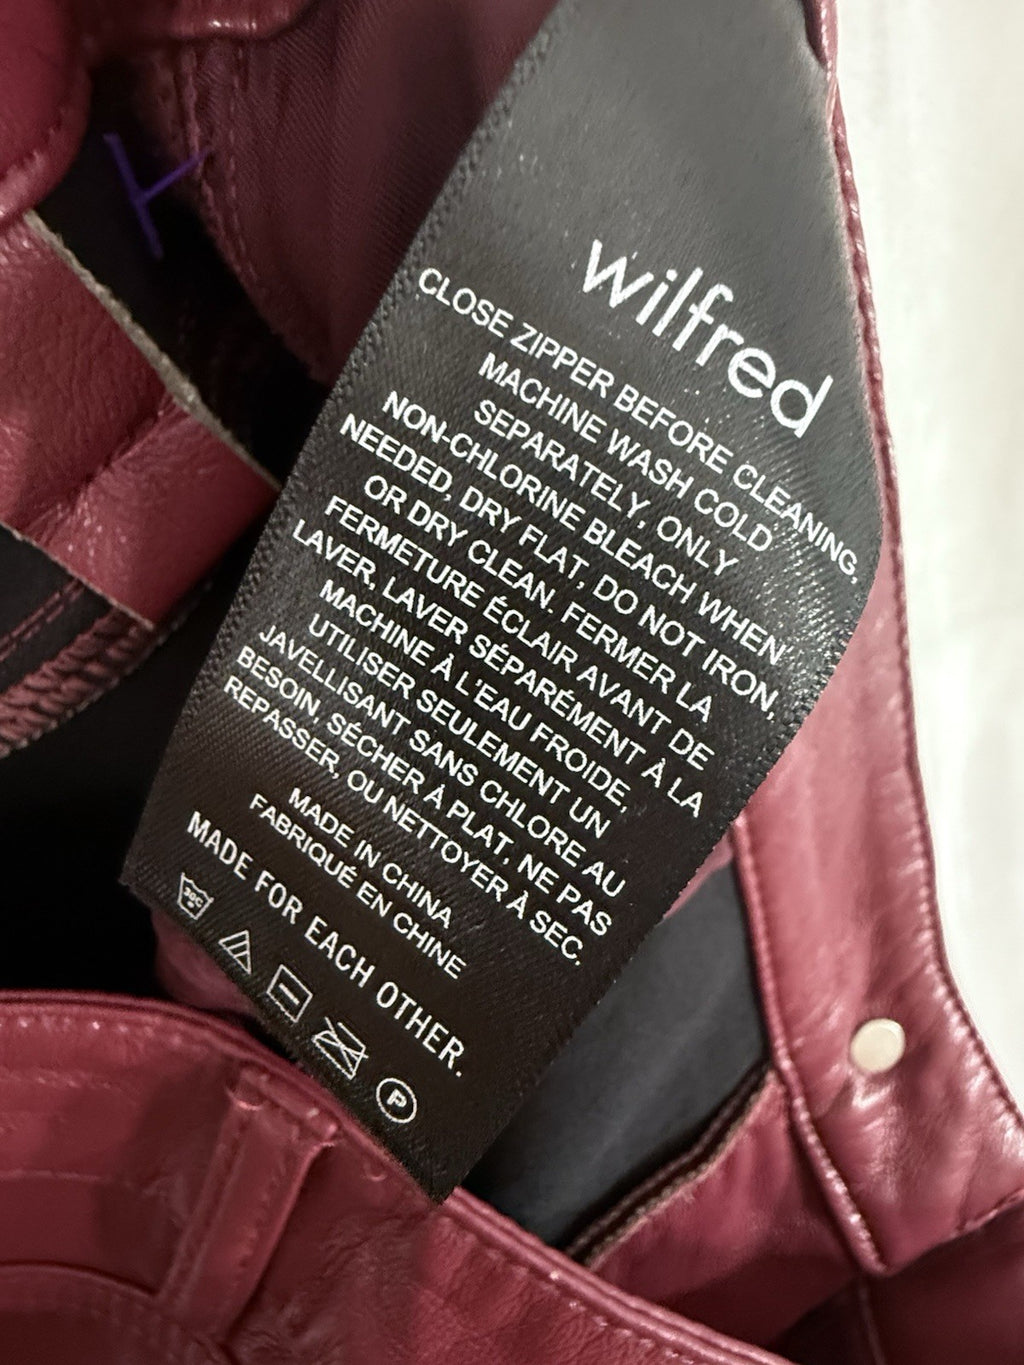 wilfred
CLOSE ZIPPER BEFORE CLEANING,
MACHINE WASH COLD
SEPARATELY, ONLY
NON-CHLORINE BLEACH WHEN
NEEDED, DRY FLAT, DO NOT IRON,
OR DRY CLEAN. FERMER LA
FERMETURE ÉCLAIR AVANT DE
LAVER, LAVER SÉPARÉMENT À LA
MACHINE À L'EAU FROIDE,
UTILISER SEULEMENT UN
JAVELLISANT SANS CHLORE AU
BESOIN, SÉCHER À PLAT, NE PAS
REPASSER, OU NETTOYER À SEC.
MADE IN CHINA
FABRIQUÉ EN CHINE
MADE FOR EACH OTHER.
30C
P